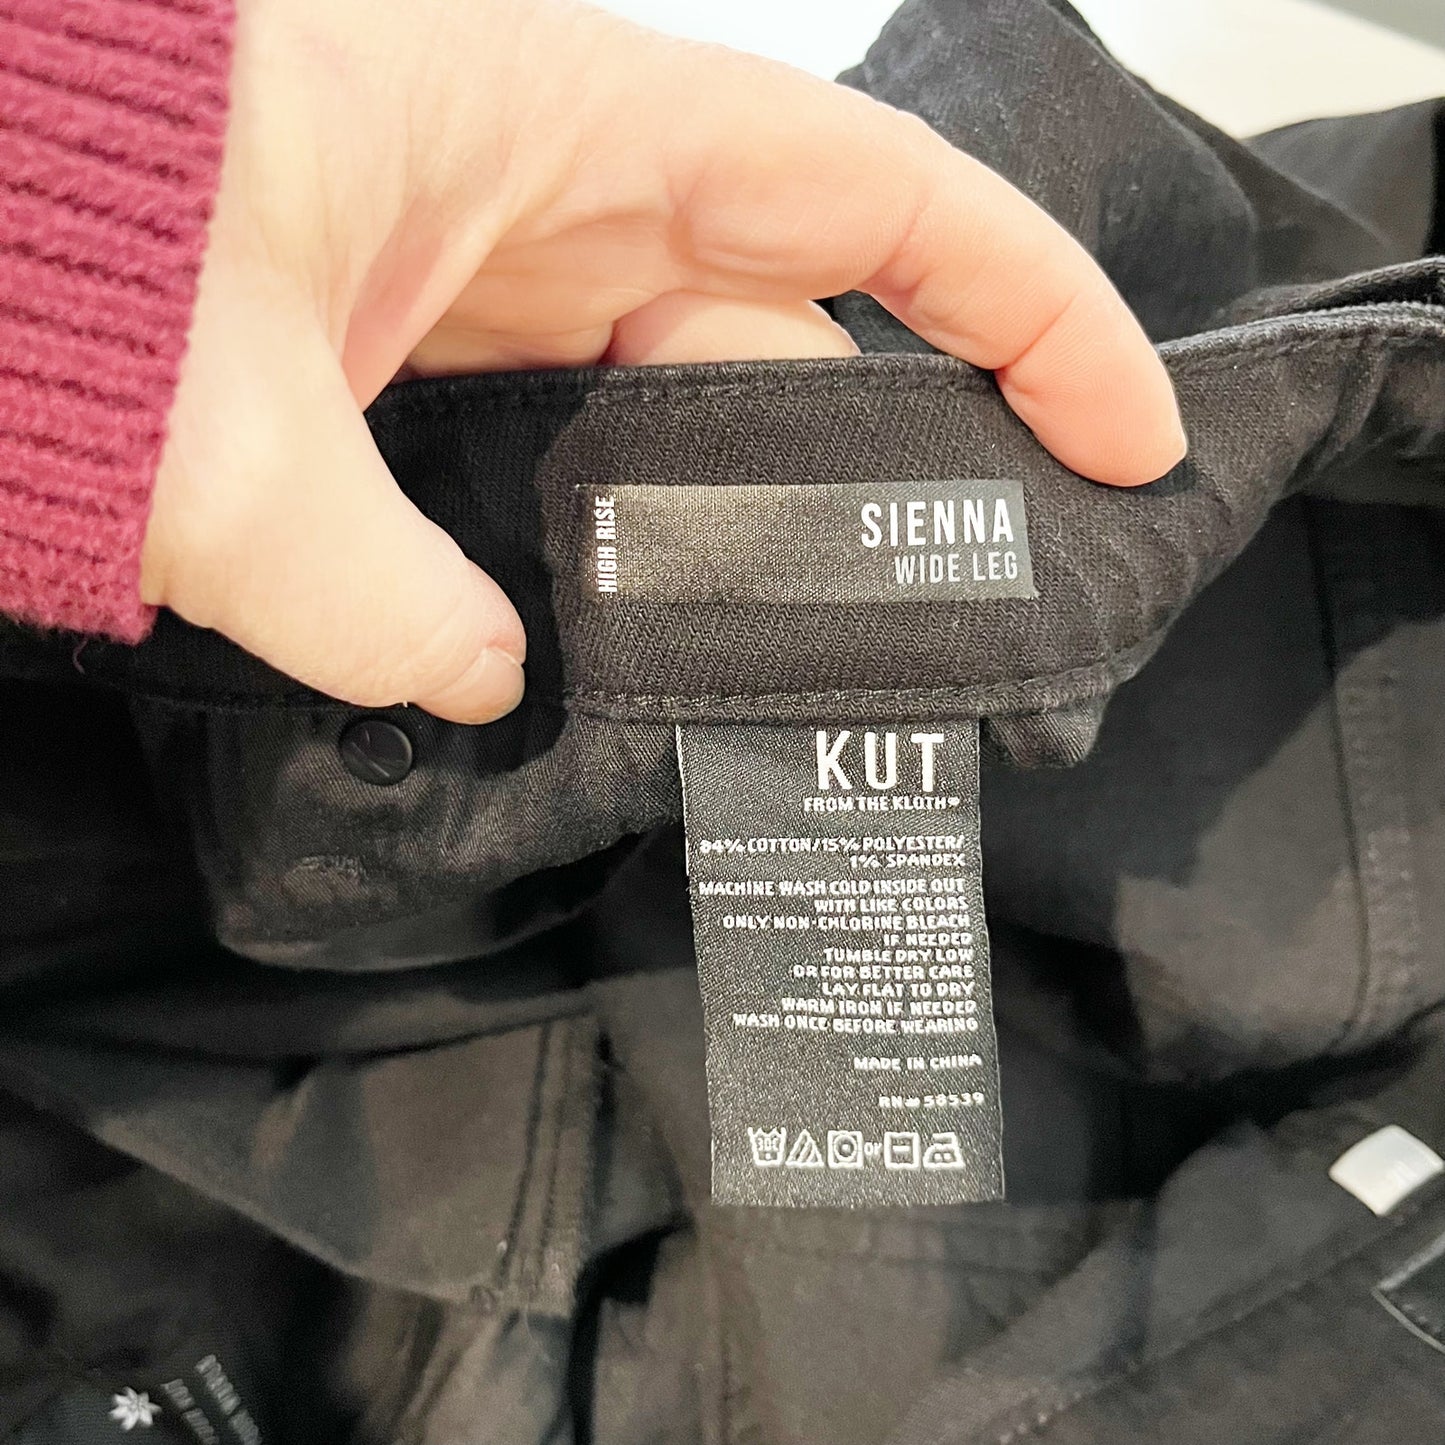 HIGH RISE
SIENNA
WIDE LEG
KUT
FROM THE KLOTH®
84% COTTON/15% POLYESTER/
1% SPANDEX
MACHINE WASH COLD INSIDE OUT
WITH LIKE COLORS
ONLY NON-CHLORINE BLEACH
IF NEEDED
TUMBLE DRY LOW
OR FOR BETTER CARE
LAY FLAT TO DRY
WARM IRON IF NEEDED
WASH ONCE BEFORE WEARING
MADE IN CHINA
RN# 58539
30C
or